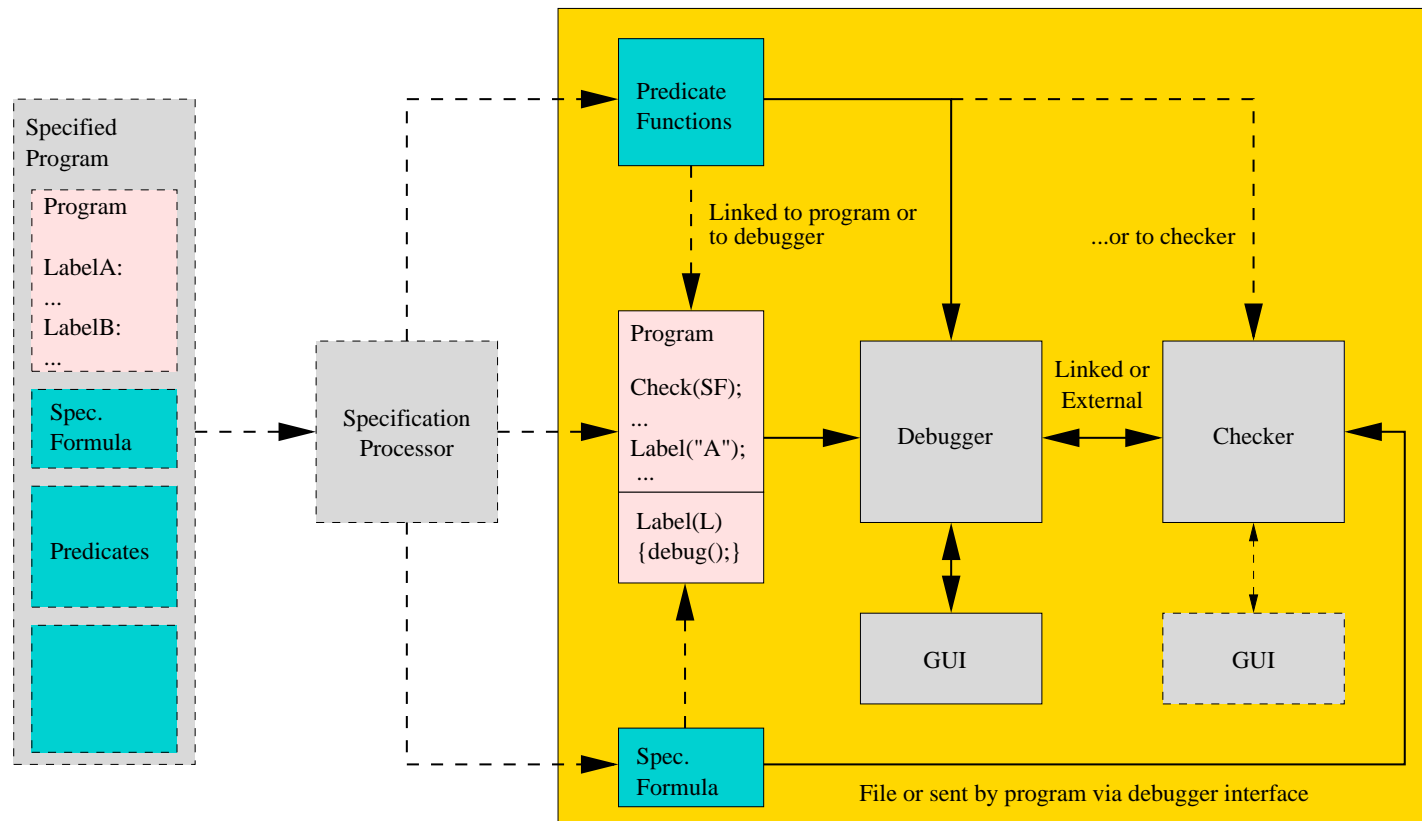 Specified
Program
Program
LabelA:
...
LabelB:
...
Spec.
Formula
Predicates
Specification
Processor
Predicate
Functions
Linked to program or
to debugger
...or to checker
Program
Check(SF);
...
Label("A");
...
Label(L)
{debug();}
Debugger
Linked or
External
Checker
GUI
GUI
Spec.
Formula
File or sent by program via debugger interface